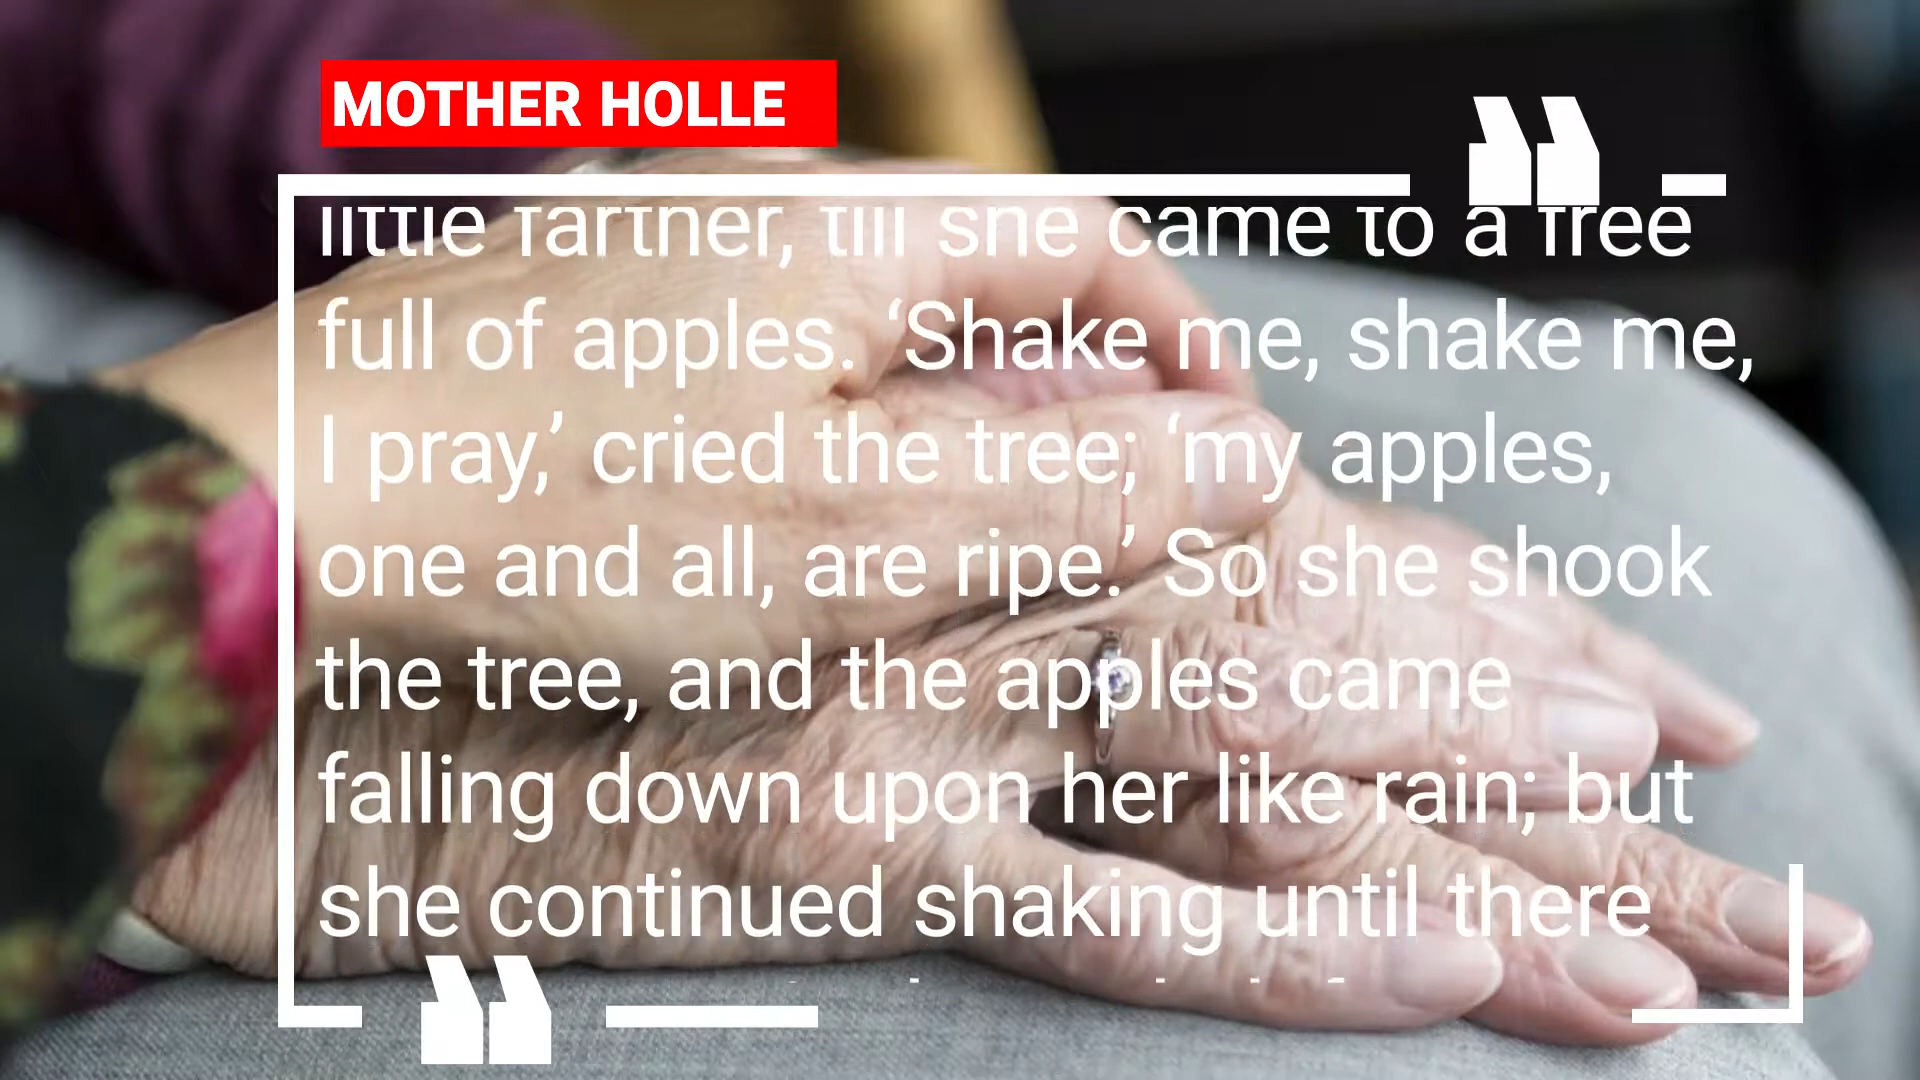 MOTHER HOLLE
little farther, till she came to a free
full of apples. ‘Shake me, shake me,
I pray,’ cried the tree; ‘my apples,
one and all, are ripe.’ So she shook
the tree, and the apples came
falling down upon her like rain; but
she continued shaking until there